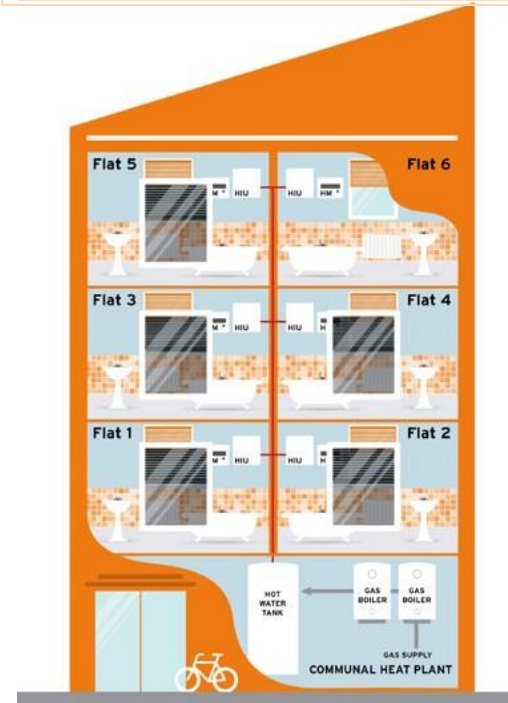 Flat 5
Flat 6
M
HIU
HIU
HM
Flat 3
Flat 4
M
HIU
HIU
H
Flat 1
Flat 2
M
HIU
HIU
H
HOT
WATER
TANK
GAS
BOILER
GAS
BOILER
GAS SUPPLY
COMMUNAL HEAT PLANT